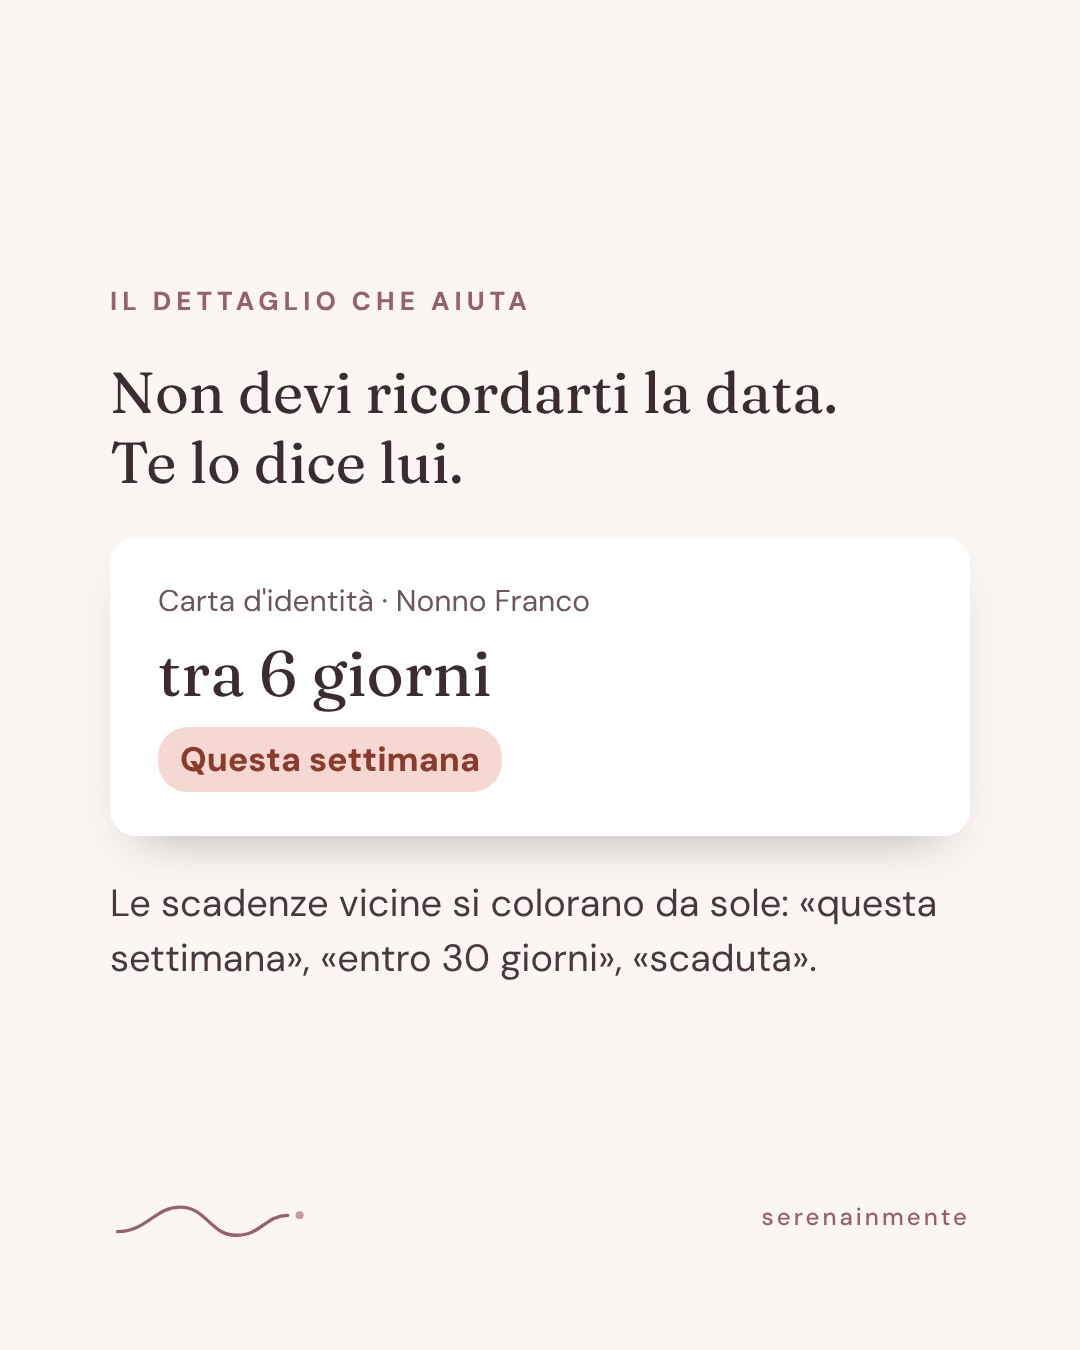 IL DETTAGLIO CHE AIUTA
Non devi ricordarti la data.
Te lo dice lui.
Carta d'identità · Nonno Franco
tra 6 giorni
Questa settimana
Le scadenze vicine si colorano da sole: «questa
settimana», «entro 30 giorni», «scaduta».
serenainmente